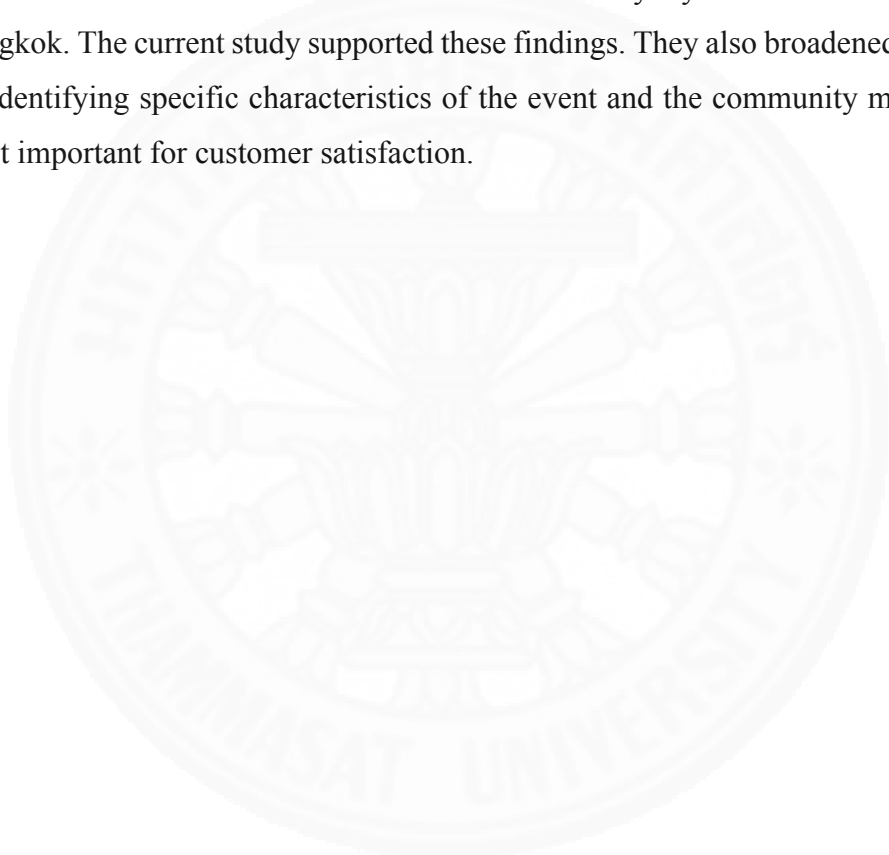 gkok. The current study supported these findings. They also broadened
dentifying specific characteristics of the event and the community m
t important for customer satisfaction.
THAMMASAT UNIVERSITY